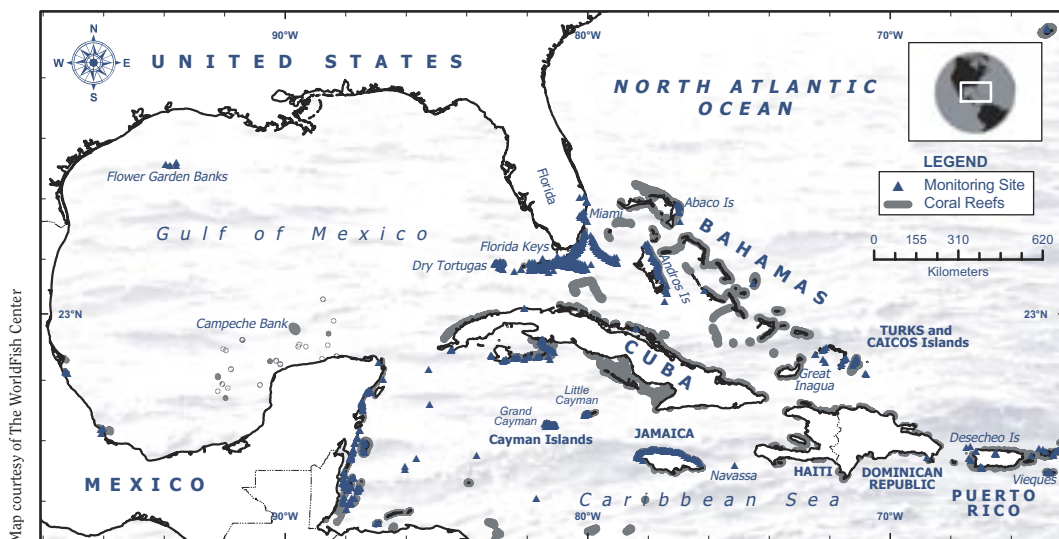 90°W
80°W
70°W
N
W
E
S
UNITED STATES
NORTH ATLANTIC
OCEAN
LEGEND
Monitoring Site
Coral Reefs
0 155 310 620
Kilometers
Flower Garden Banks
Florida
Miami
Abaco Is
BAHAMAS
Gulf of Mexico
Florida Keys
Dry Tortugas
Andros Is
23°N
23°N
Campeche Bank
CUBA
TURKS and
CAICOS Islands
Great
Inagua
Little
Cayman
Grand
Cayman
Cayman Islands
JAMAICA
Navassa
HAITI
DOMINICAN
REPUBLIC
Desecheo Is
Vieques
PUERTO
RICO
MEXICO
Caribbean Sea
90°W
80°W
70°W
Map courtesy of The WorldFish Center